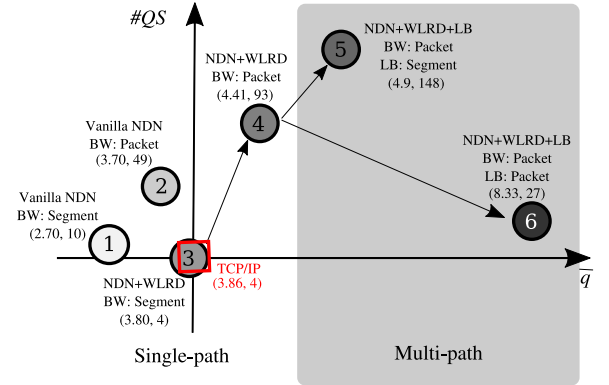 #QS
5
NDN+WLRD+LB
BW: Packet
LB: Segment
(4.9, 148)
NDN+WLRD
BW: Packet
(4.41, 93)
4
Vanilla NDN
BW: Packet
(3.70, 49)
2
NDN+WLRD+LB
BW: Packet
LB: Packet
(8.33, 27)
6
Vanilla NDN
BW: Segment
(2.70, 10)
1
3
TCP/IP
(3.86, 4)
q
NDN+WLRD
BW: Segment
(3.80, 4)
Single-path
Multi-path